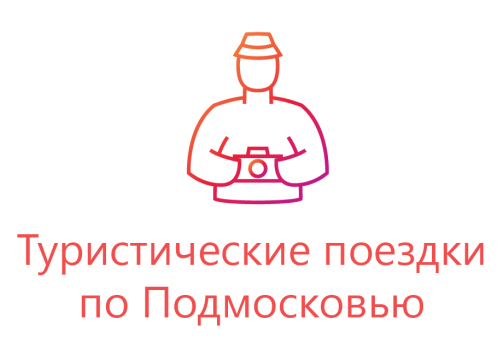 Туристические поездки
по Подмосковью